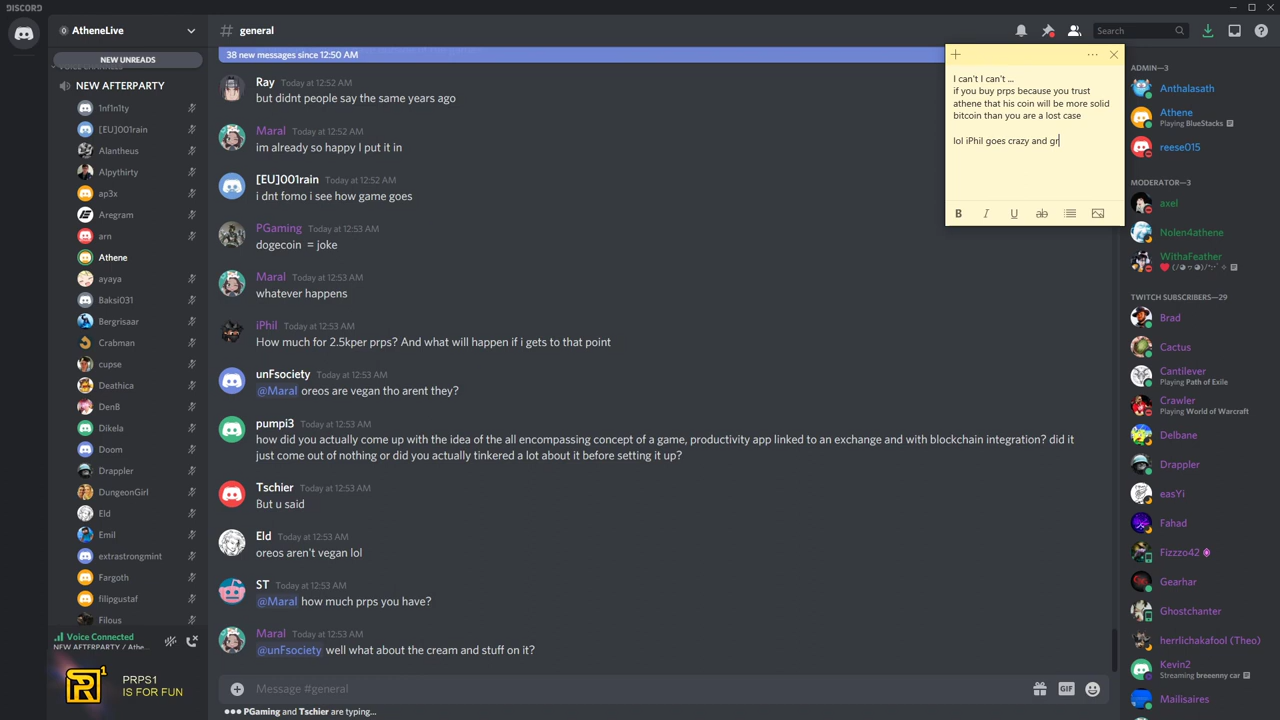 DISCORD
AtheneLive
NEW UNREADS
NEW AFTERPARTY
1nf1n1ty
[EU]001rain
Alantheus
Alpythirty
ap3x
Aregram
arn
Athene
ayaya
Baksi031
Bergrisaar
Crabman
cupse
Deathica
DenB
Dikela
Doom
Drappler
DungeonGirl
Eld
Emil
extrastrongmint
Fargoth
filipgustaf
Filous
Voice Connected
NEW AFTERPARTY / Athe...
PRPS1
IS FOR FUN
# general
Search
38 new messages since 12:50 AM
Ray Today at 12:52 AM
but didnt people say the same years ago
Maral Today at 12:52 AM
im already so happy I put it in
[EU]001rain Today at 12:52 AM
i dnt fomo i see how game goes
PGaming Today at 12:53 AM
dogecoin = joke
Maral Today at 12:53 AM
whatever happens
iPhil Today at 12:53 AM
How much for 2.5kper prps? And what will happen if i gets to that point
unFsociety Today at 12:53 AM
@Maral oreos are vegan tho arent they?
pumpi3 Today at 12:53 AM
how did you actually come up with the idea of the all encompassing concept of a game, productivity app linked to an exchange and with blockchain integration? did it
just come out of nothing or did you actually tinkered a lot about it before setting it up?
Tschier Today at 12:53 AM
But u said
Eld Today at 12:53 AM
oreos aren't vegan lol
ST Today at 12:53 AM
@Maral how much prps you have?
Maral Today at 12:53 AM
@unFsociety well what about the cream and stuff on it?
Message #general
GIF
PGaming and Tschier are typing...
I can't I can't ...
if you buy prps because you trust
athene that his coin will be more solid
bitcoin than you are a lost case
lol iPhil goes crazy and gr
B I U ab
ADMIN—3
Anthalasath
Athene
Playing BlueStacks
reese015
MODERATOR—3
axel
Nolen4athene
WithaFeather
TWITCH SUBSCRIBERS—29
Brad
Cactus
Cantilever
Playing Path of Exile
Crawler
Playing World of Warcraft
Delbane
Drappler
easYi
Fahad
Fizzzo42
Gearhar
Ghostchanter
herrlichakafool (Theo)
Kevin2
Streaming breeenny car
Mailisaires